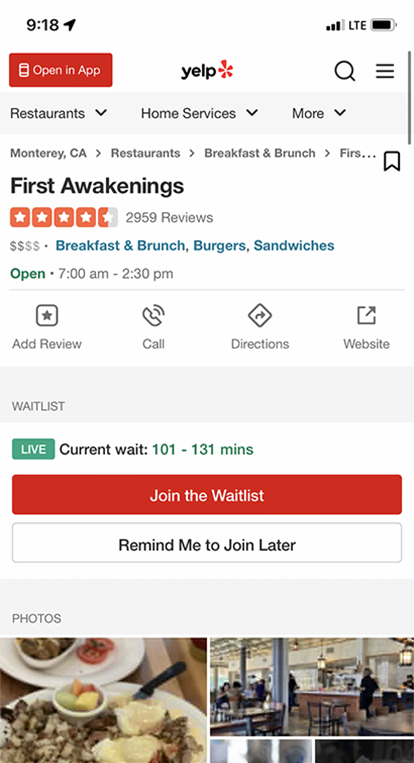 9:18
LTE
Open in App
yelp
Restaurants
Home Services
More
Monterey, CA > Restaurants > Breakfast & Brunch > Firs...
First Awakenings
2959 Reviews
$$$$ · Breakfast & Brunch, Burgers, Sandwiches
Open · 7:00 am - 2:30 pm
Add Review
Call
Directions
Website
WAITLIST
LIVE Current wait: 101 - 131 mins
Join the Waitlist
Remind Me to Join Later
PHOTOS